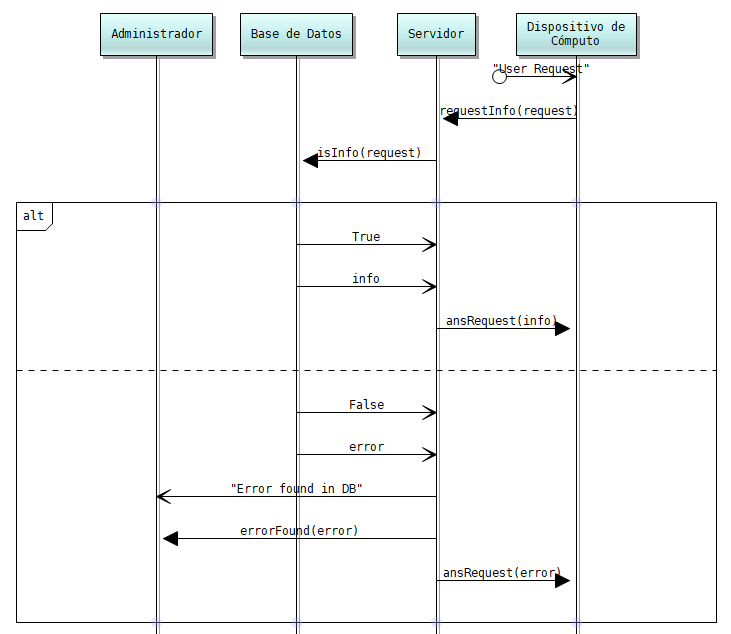 Administrador
Base de Datos
Servidor
Dispositivo de
Cómputo
"User Request"
requestInfo(request)
isInfo(request)
alt
True
info
ansRequest(info)
False
error
"Error found in DB"
errorFound(error)
ansRequest(error)